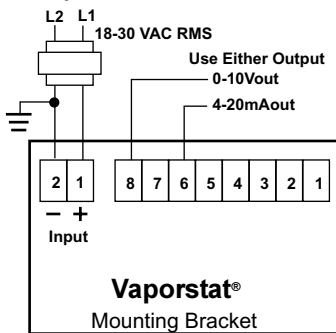 L2 L1
18-30 VAC RMS
Use Either Output
0-10Vout
4-20mAout
2 1
8 7 6 5 4 3 2 1
− +
Input
Vaporstat®
Mounting Bracket